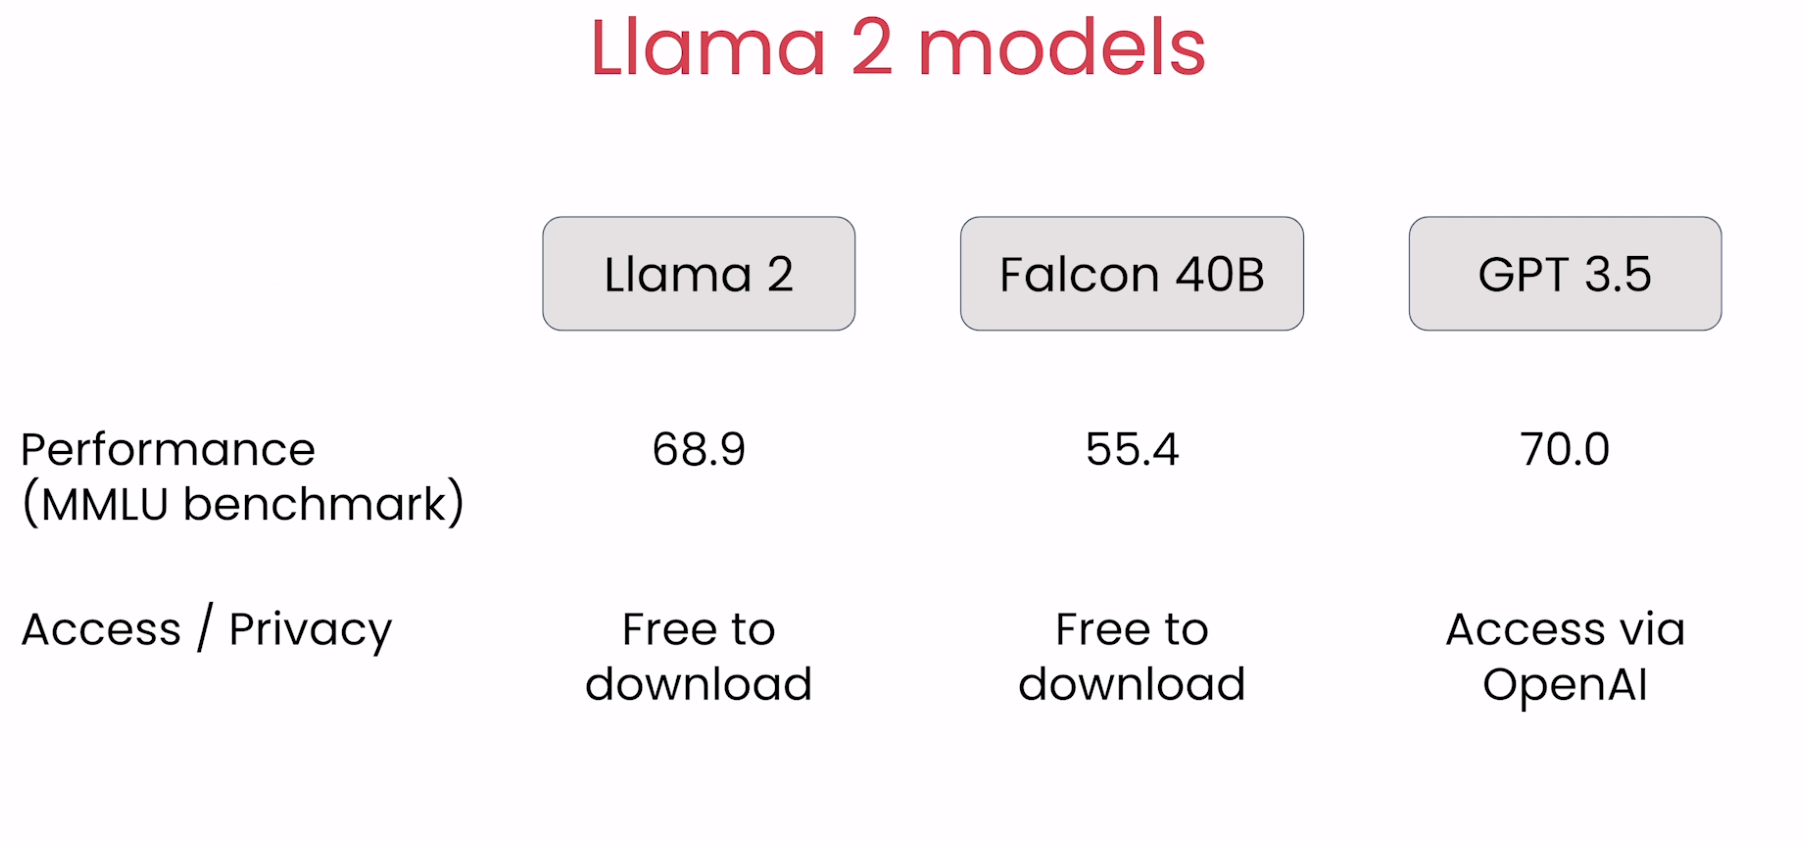 Llama 2 models
Llama 2 Falcon 40B GPT 3.5
Performance 68.9 55.4 70.0
(MMLU benchmark)
Access / Privacy Free to Free to Access via
download download OpenAI